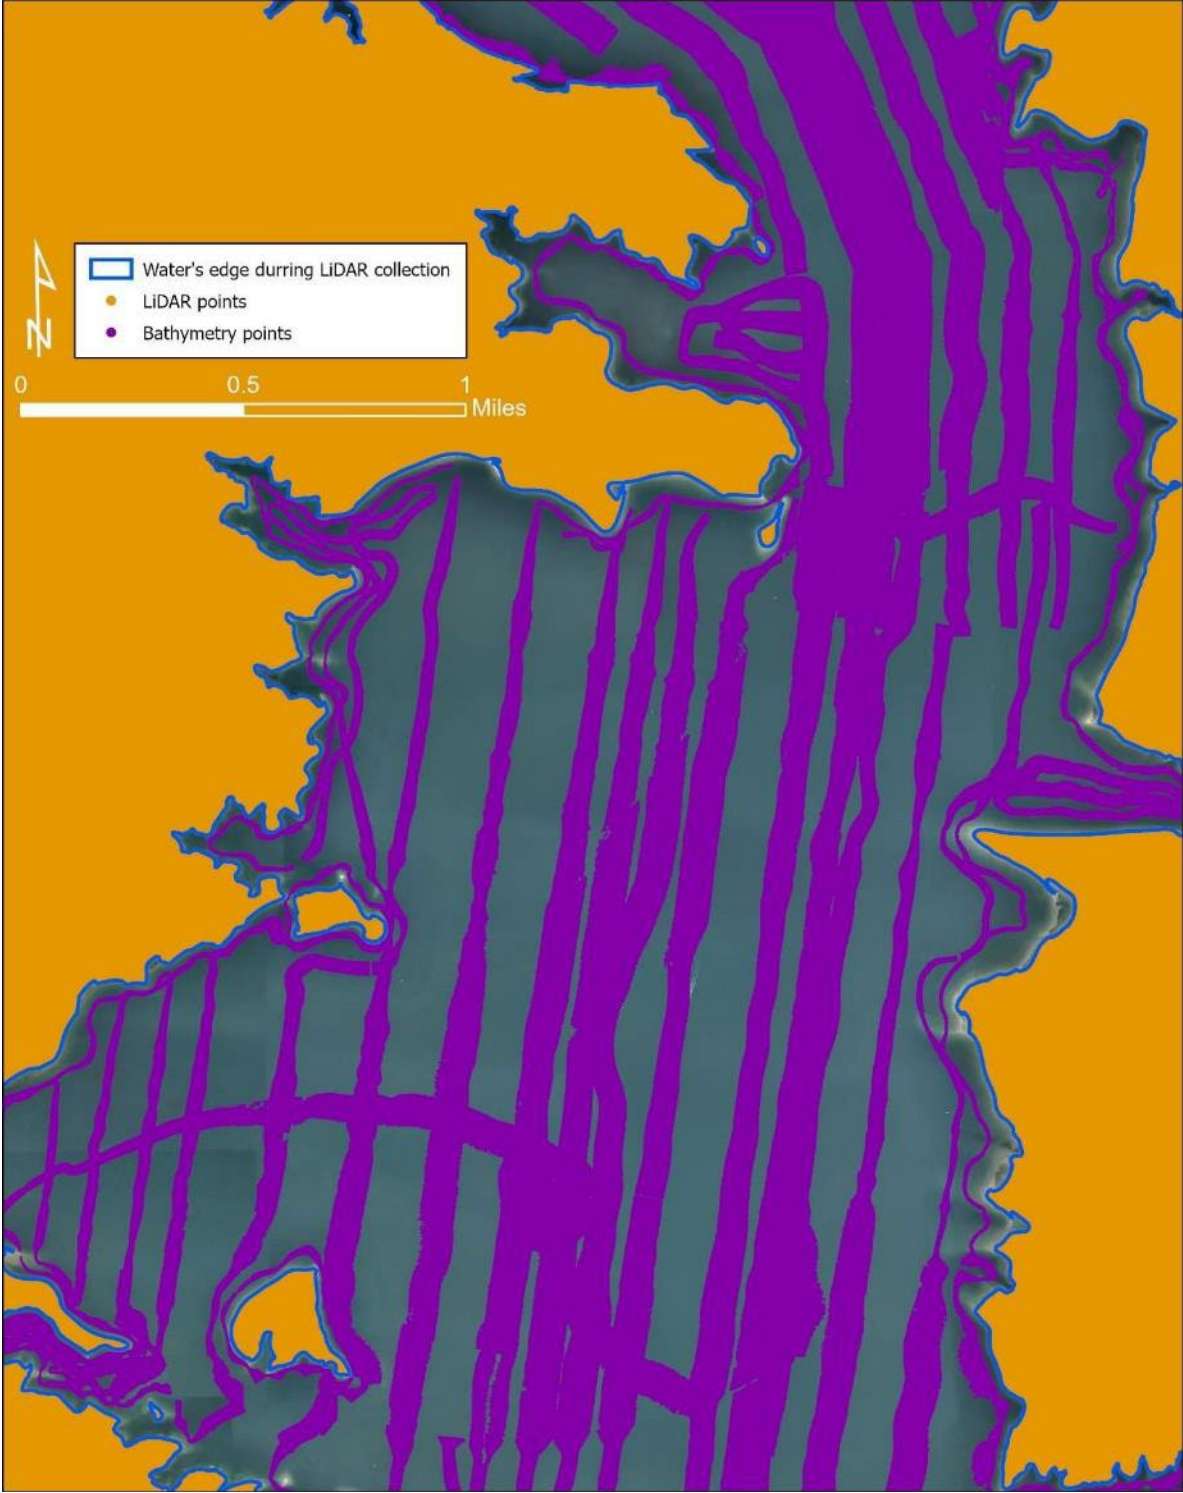 Water's edge durring LiDAR collection
LiDAR points
Bathymetry points
N
0 0.5 1
Miles